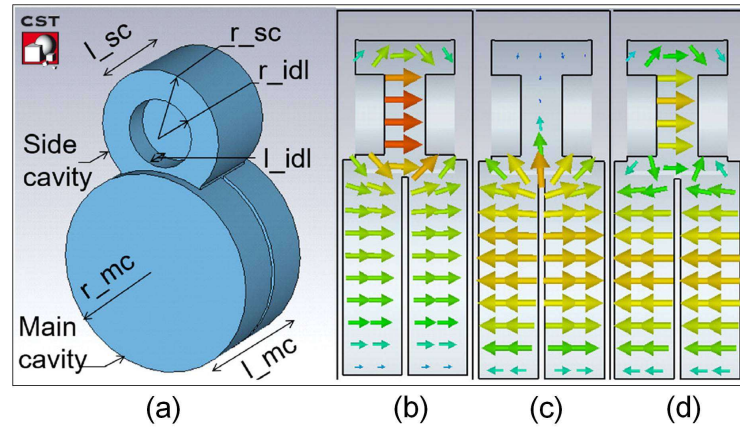 CST
l_sc
r_sc
r_idl
Side
cavity
l_idl
r_mc
Main
cavity
l_mc
(a) (b) (c) (d)